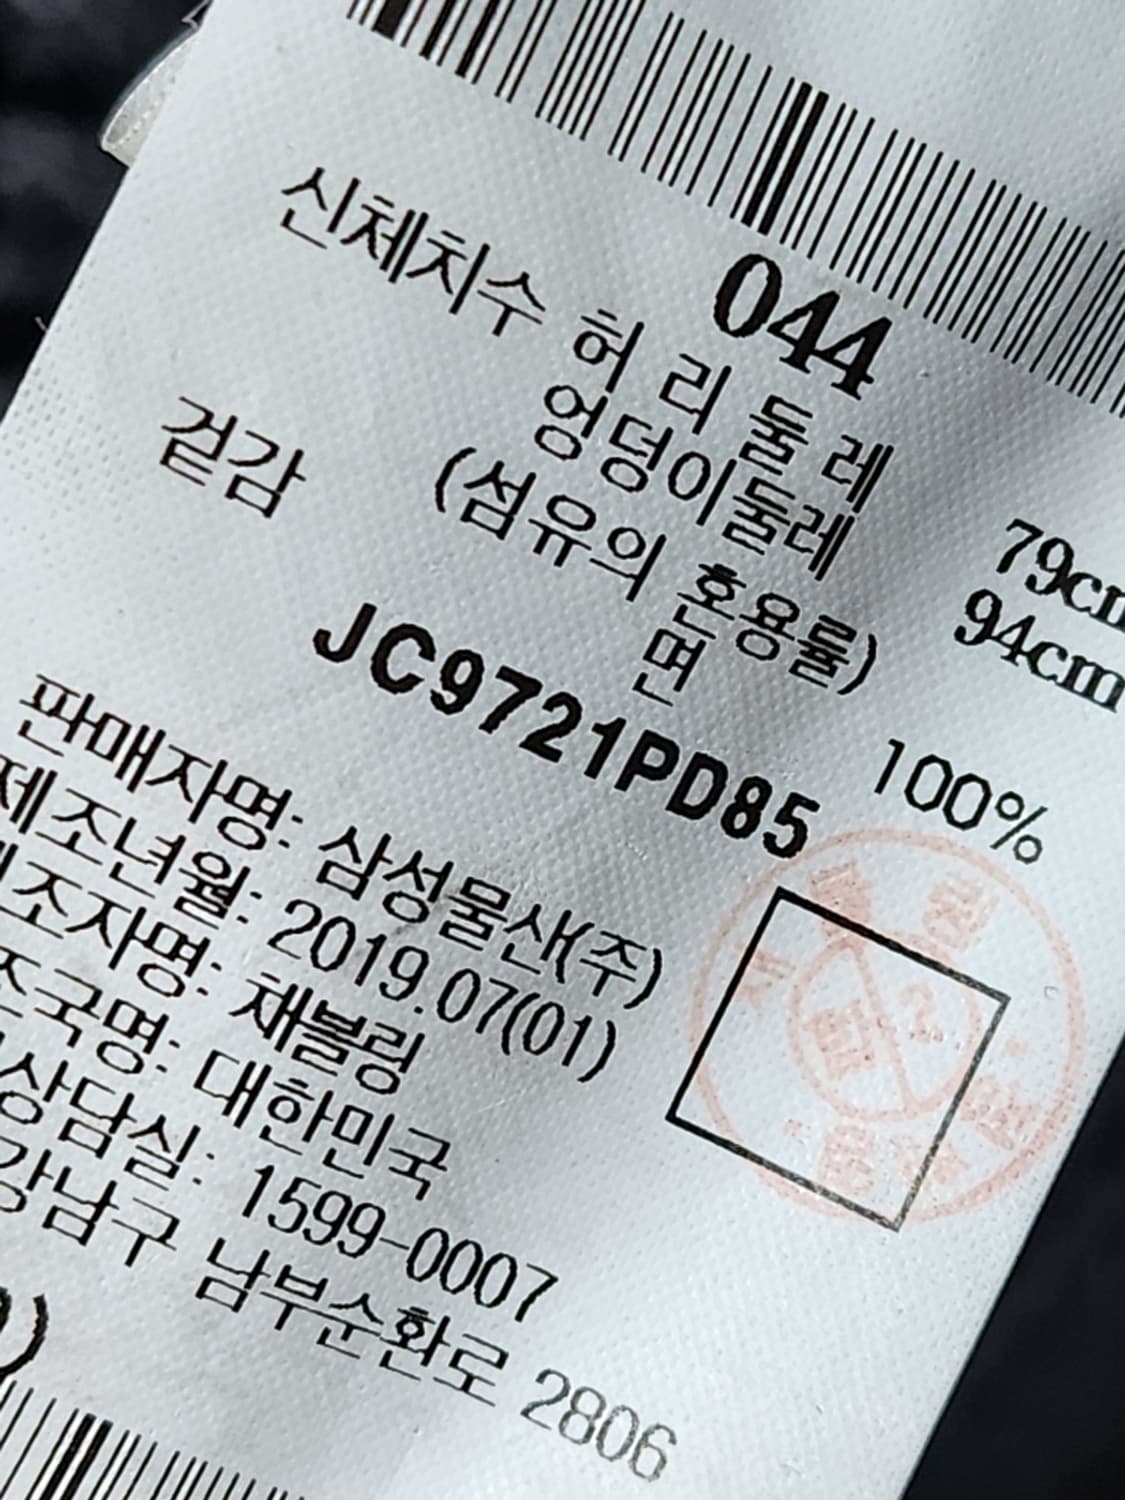 044
신체치수 허 리 둘 레 79cm
엉덩이둘레 94cm
겉감 (섬유의 혼용률)
면 100%
JC9721PD85
판매자명: 삼성물산(주)
제조년월: 2019.07(01)
제조자명: 채블링
조국명: 대한민국
상담실: 1599-0007
강남구 남부순환로 2806